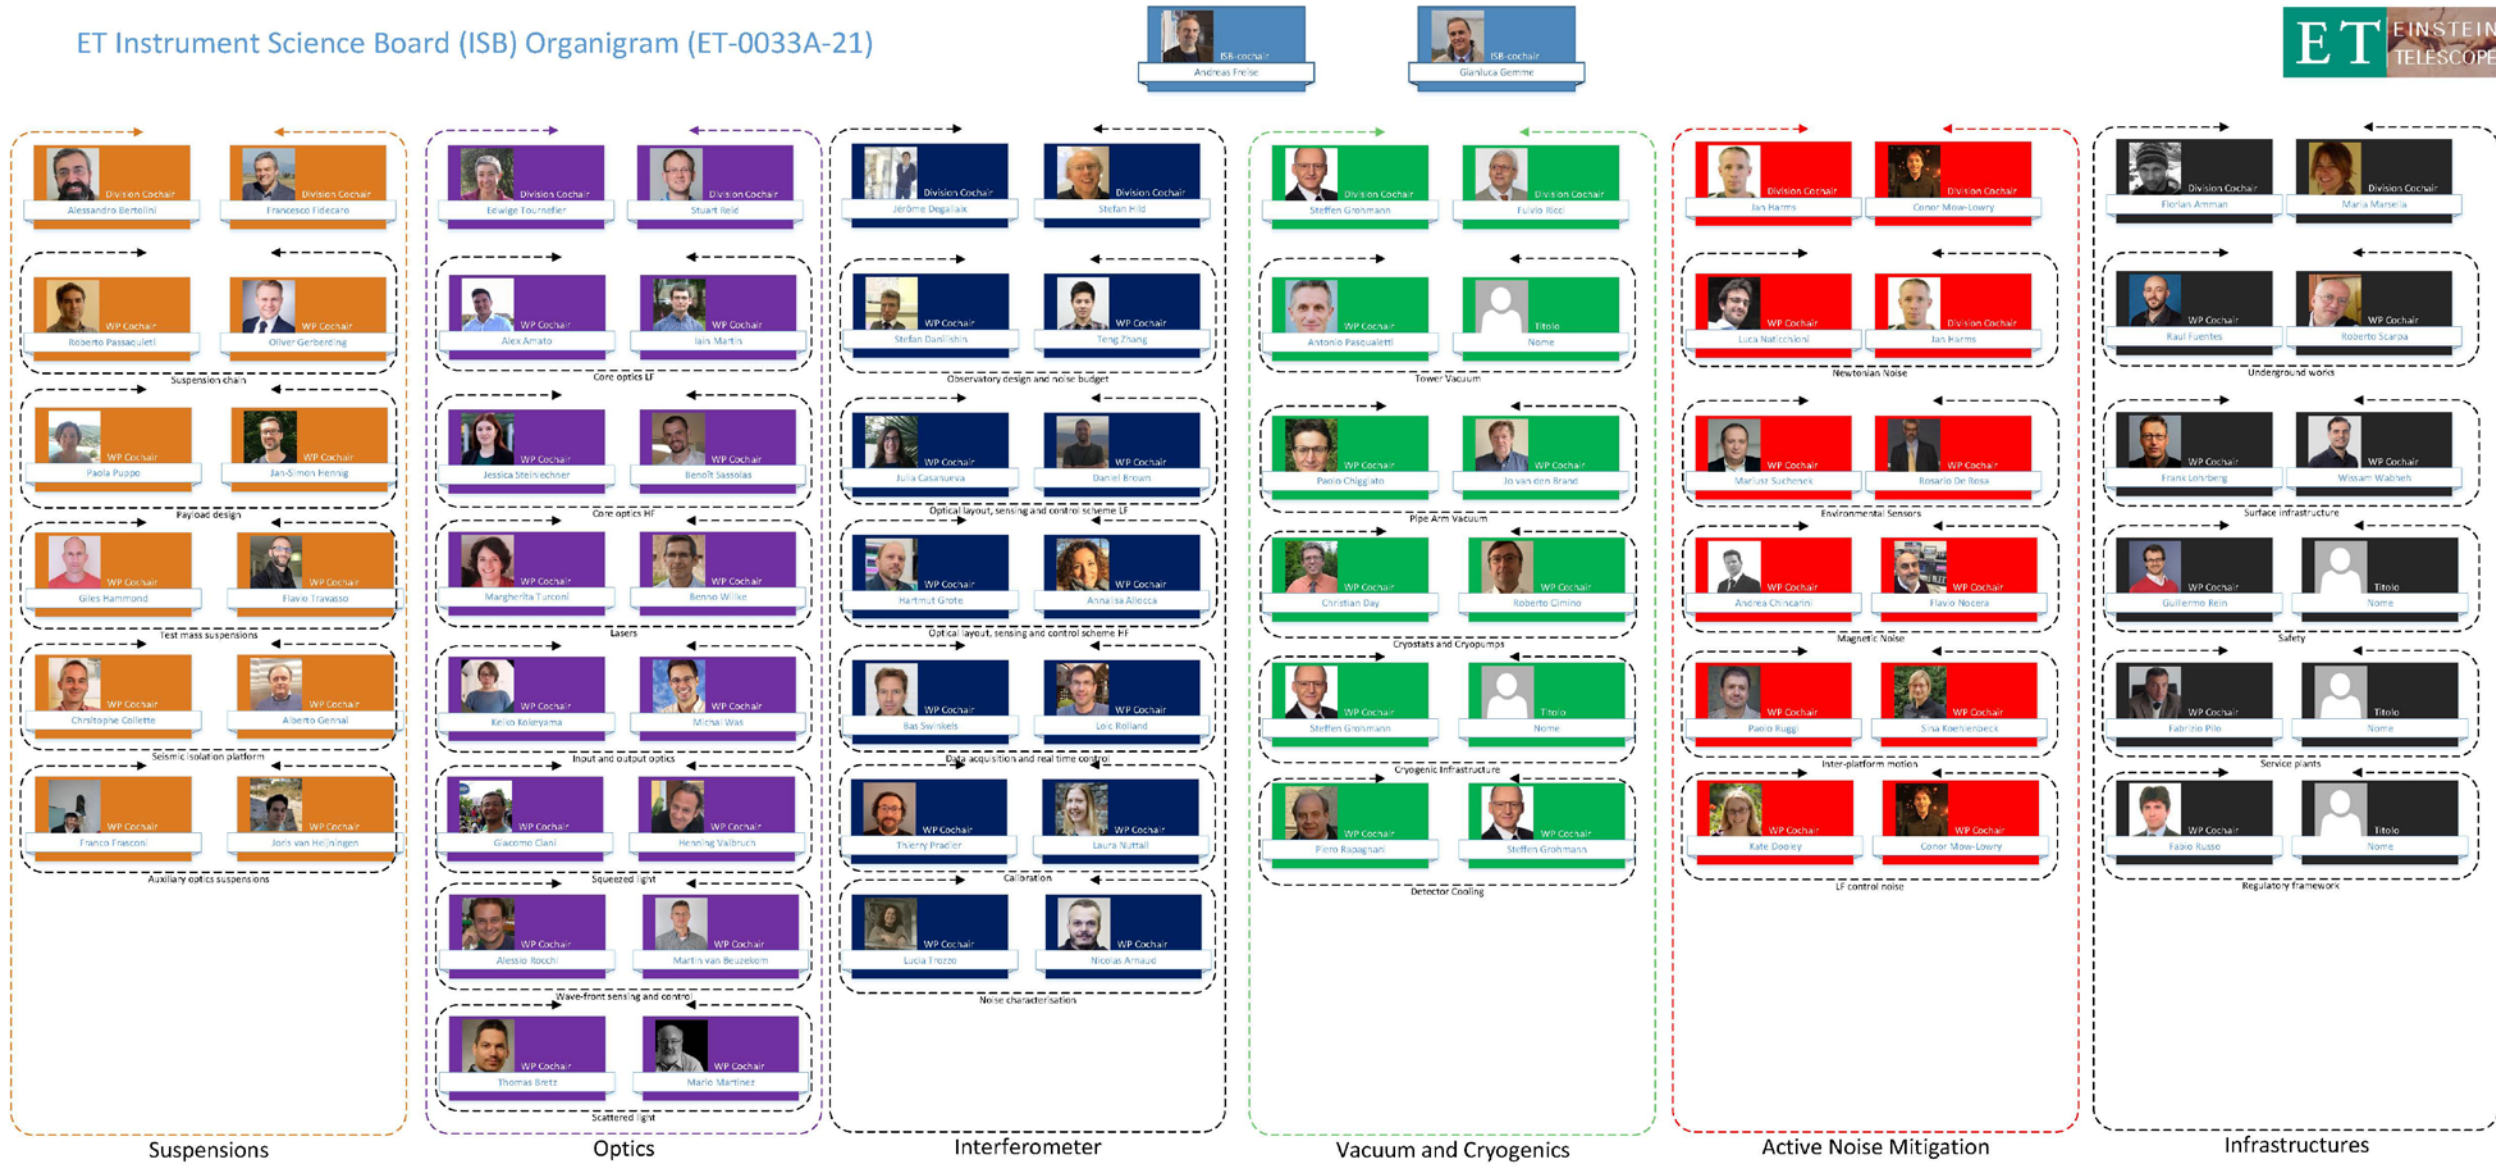 ET Instrument Science Board (ISB) Organigram (ET-0033A-21)
ISB-cochair
Andreas Freise
ISB-cochair
Gianluca Gemme
ET EINSTEIN
TELESCOPE
Division Cochair
Alessandro Bertolini
Division Cochair
Francesco Fidecaro
WP Cochair
Roberto Passaquieti
WP Cochair
Oliver Gerberding
Suspension chain
WP Cochair
Paola Puppo
WP Cochair
Jan-Simon Hennig
Payload design
WP Cochair
Giles Hammond
WP Cochair
Flavio Travasso
Test mass suspensions
WP Cochair
Christophe Collette
WP Cochair
Alberto Gennai
Seismic isolation platform
WP Cochair
Franco Frasconi
WP Cochair
Joris van Heijningen
Auxiliary optics suspensions
Suspensions
Division Cochair
Edwige Tournefier
Division Cochair
Stuart Reid
WP Cochair
Alex Amato
WP Cochair
Iain Martin
Core optics LF
WP Cochair
Jessica Steinlechner
WP Cochair
Benoît Sassolas
Core optics HF
WP Cochair
Margherita Turconi
WP Cochair
Benno Willke
Lasers
WP Cochair
Keiko Kokeyama
WP Cochair
Michal Was
Input and output optics
WP Cochair
Giacomo Ciani
WP Cochair
Henning Valbruch
Squeezed light
WP Cochair
Alessio Rocchi
WP Cochair
Martin van Beuzekom
Wave-front sensing and control
WP Cochair
Thomas Bretz
WP Cochair
Mario Martinez
Scattered light
Optics
Division Cochair
Jérôme Degallaix
Division Cochair
Stefan Hild
WP Cochair
Stefan Danilishin
WP Cochair
Teng Zhang
Observatory design and noise budget
WP Cochair
Julia Casanueva
WP Cochair
Daniel Brown
Optical layout, sensing and control scheme LF
WP Cochair
Hartmut Grote
WP Cochair
Annalisa Allocca
Optical layout, sensing and control scheme HF
WP Cochair
Bas Swinkels
WP Cochair
Loic Rolland
Data acquisition and real time control
WP Cochair
Thierry Pradier
WP Cochair
Laura Nuttall
Calibration
WP Cochair
Lucia Trozzo
WP Cochair
Nicolas Arnaud
Noise characterisation
Interferometer
Division Cochair
Steffen Grohmann
Division Cochair
Fulvio Ricci
WP Cochair
Antonio Pasqualetti
Titolo
Nome
Tower Vacuum
WP Cochair
Paolo Chiggiato
WP Cochair
Jo van den Brand
Pipe Arm Vacuum
WP Cochair
Christian Day
WP Cochair
Roberto Cimino
Cryostats and Cryopumps
WP Cochair
Steffen Grohmann
Titolo
Nome
Cryogenic Infrastructure
WP Cochair
Piero Rapagnani
WP Cochair
Steffen Grohmann
Detector Cooling
Vacuum and Cryogenics
Division Cochair
Jan Harms
Division Cochair
Conor Mow-Lowry
WP Cochair
Luca Naticchioni
Division Cochair
Jan Harms
Newtonian Noise
WP Cochair
Mariusz Suchenek
WP Cochair
Rosario De Rosa
Environmental Sensors
WP Cochair
Andrea Chincarini
WP Cochair
Flavio Nocera
Magnetic Noise
WP Cochair
Paolo Ruggi
WP Cochair
Sina Koehlenbeck
Inter-platform motion
WP Cochair
Kate Dooley
WP Cochair
Conor Mow-Lowry
LF control noise
Active Noise Mitigation
Division Cochair
Florian Amman
Division Cochair
Maria Marsella
WP Cochair
Raul Fuentes
WP Cochair
Roberto Scarpa
Underground works
WP Cochair
Frank Lohrberg
WP Cochair
Wissam Wabheh
Surface infrastructure
WP Cochair
Guillermo Rein
Titolo
Nome
Safety
WP Cochair
Fabrizio Pilo
Titolo
Nome
Service plants
WP Cochair
Fabio Russo
Titolo
Nome
Regulatory framework
Infrastructures